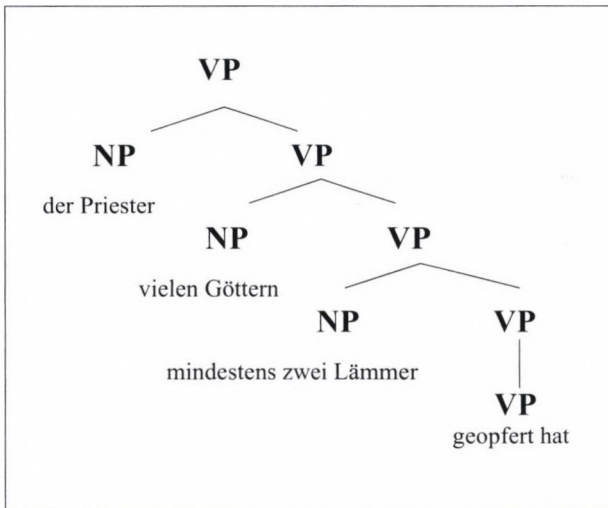 VP
NP VP
der Priester
NP VP
vielen Göttern
NP VP
mindestens zwei Lämmer
VP
geopfert hat